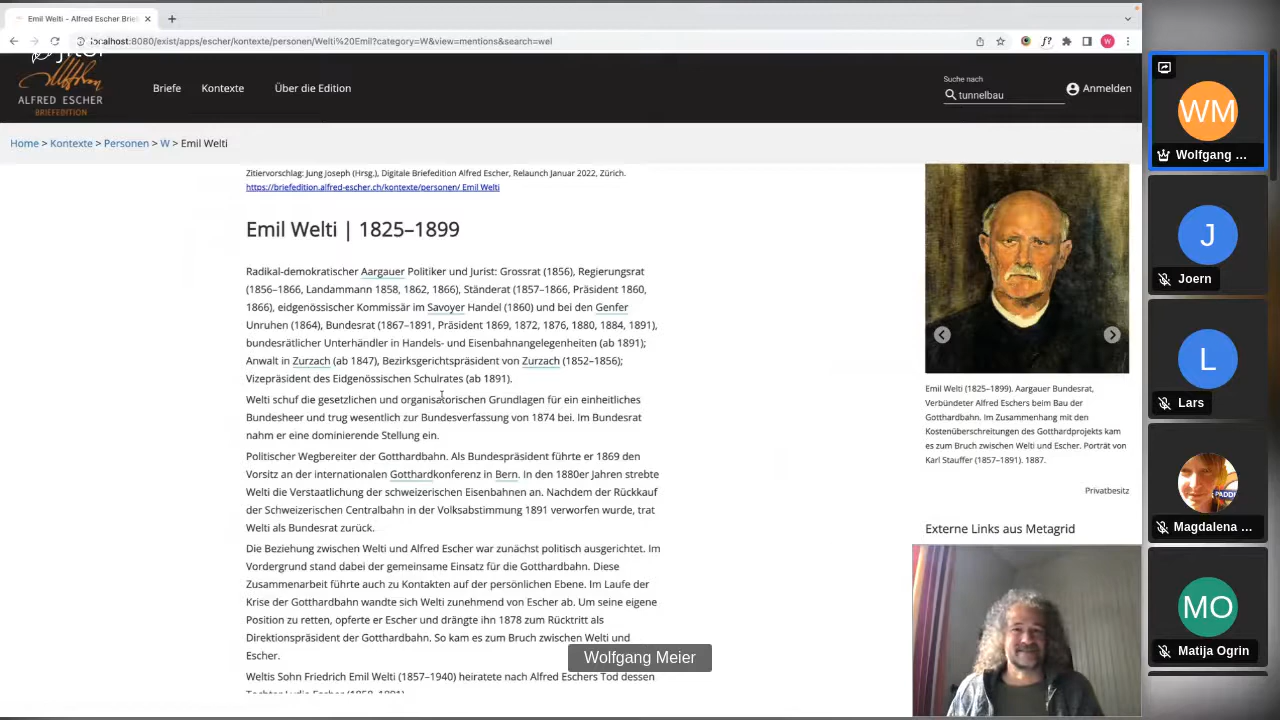 Emil Welti – Alfred Escher Brie
localhost:8080/exist/apps/escher/kontexte/personen/Welti%20Emil?category=W&view=mentions&search=wel
W
ALFRED ESCHER
BRIEFEDITION
Briefe
Kontexte
Über die Edition
Suche nach
tunnelbau
Anmelden
Home > Kontexte > Personen > W > Emil Welti
Zitiervorschlag: Jung Joseph (Hrsg.), Digitale Briefedition Alfred Escher, Relaunch Januar 2022, Zürich.
https://briefedition.alfred-escher.ch/kontexte/personen/ Emil Welti
Emil Welti | 1825–1899
Radikal-demokratischer Aargauer Politiker und Jurist: Grossrat (1856), Regierungsrat
(1856–1866, Landammann 1858, 1862, 1866), Ständerat (1857–1866, Präsident 1860,
1866), eidgenössischer Kommissär im Savoyer Handel (1860) und bei den Genfer
Unruhen (1864), Bundesrat (1867–1891, Präsident 1869, 1872, 1876, 1880, 1884, 1891),
bundesrätlicher Unterhändler in Handels- und Eisenbahnangelegenheiten (ab 1891);
Anwalt in Zurzach (ab 1847), Bezirksgerichtspräsident von Zurzach (1852–1856);
Vizepräsident des Eidgenössischen Schulrates (ab 1891).
Welti schuf die gesetzlichen und organisatorischen Grundlagen für ein einheitliches
Bundesheer und trug wesentlich zur Bundesverfassung von 1874 bei. Im Bundesrat
nahm er eine dominierende Stellung ein.
Politischer Wegbereiter der Gotthardbahn. Als Bundespräsident führte er 1869 den
Vorsitz an der internationalen Gotthardkonferenz in Bern. In den 1880er Jahren strebte
Welti die Verstaatlichung der schweizerischen Eisenbahnen an. Nachdem der Rückkauf
der Schweizerischen Centralbahn in der Volksabstimmung 1891 verworfen wurde, trat
Welti als Bundesrat zurück.
Die Beziehung zwischen Welti und Alfred Escher war zunächst politisch ausgerichtet. Im
Vordergrund stand dabei der gemeinsame Einsatz für die Gotthardbahn. Diese
Zusammenarbeit führte auch zu Kontakten auf der persönlichen Ebene. Im Laufe der
Krise der Gotthardbahn wandte sich Welti zunehmend von Escher ab. Um seine eigene
Position zu retten, opferte er Escher und drängte ihn 1878 zum Rücktritt als
Direktionspräsident der Gotthardbahn. So kam es zum Bruch zwischen Welti und
Escher.
Weltis Sohn Friedrich Emil Welti (1857–1940) heiratete nach Alfred Eschers Tod dessen
Tochter Lydia Escher (1858–1891).
Emil Welti (1825–1899). Aargauer Bundesrat,
Verbündeter Alfred Eschers beim Bau der
Gotthardbahn. Im Zusammenhang mit den
Kostenüberschreitungen des Gotthardprojekts kam
es zum Bruch zwischen Welti und Escher. Porträt von
Karl Stauffer (1857–1891). 1887.
Privatbesitz
Externe Links aus Metagrid
Wolfgang Meier
WM
Wolfgang ...
J
Joern
L
Lars
PADDI
Magdalena ...
MO
Matija Ogrin